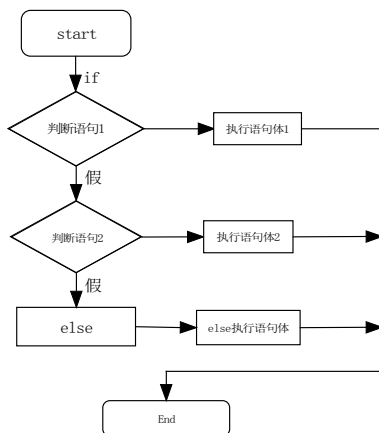 start
if
判断语句1
执行语句体1
假
判断语句2
执行语句体2
假
else
else执行语句体
End